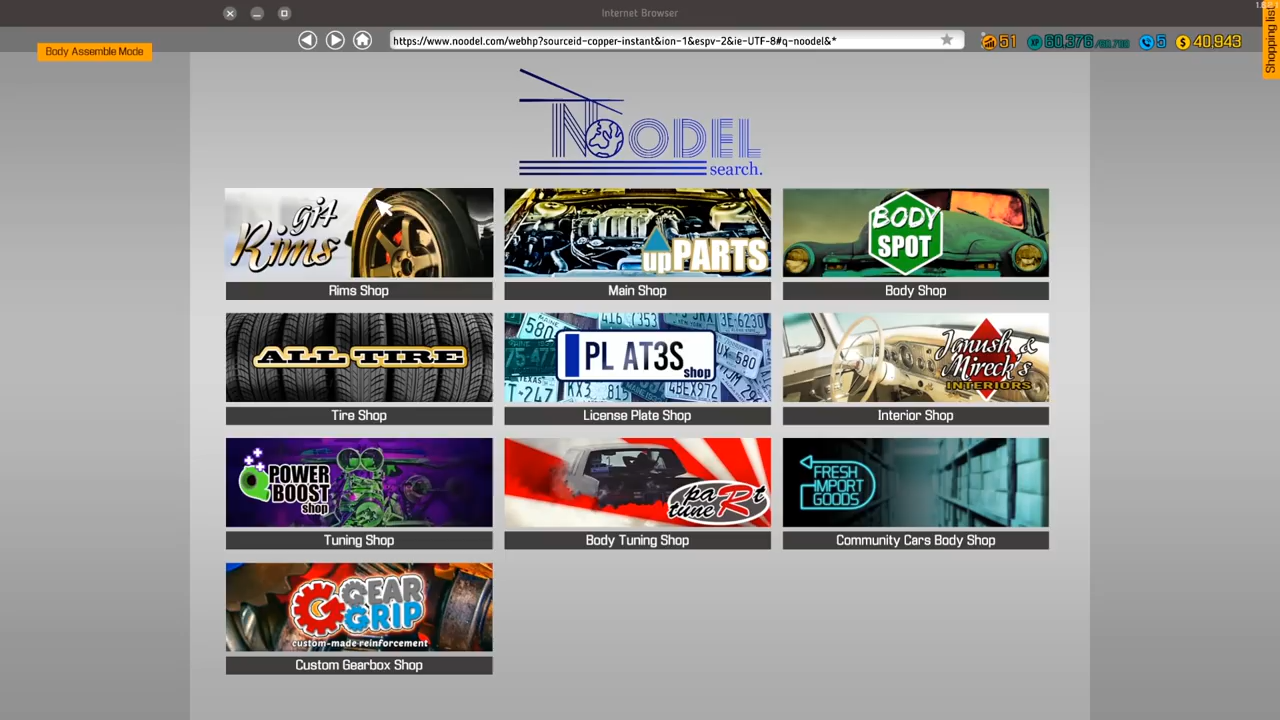 Internet Browser
https://www.noodel.com/webhp?sourceid-copper-instant&ion-1&espv-2&ie-UTF-8#q-noodel&*
Body Assemble Mode
51
XP 60,376
5
$ 40,943
Shopping list
NOODEL
search.
gj4
Rims
Rims Shop
upPARTS
Main Shop
BODY
SPOT
Body Shop
ALL TIRE
Tire Shop
PL AT3S
shop
License Plate Shop
Janush &
Mireck's
INTERIORS
Interior Shop
POWER
BOOST
shop
Tuning Shop
paRt
tune
Body Tuning Shop
FRESH
IMPORT
GOODS
Community Cars Body Shop
GEAR
GRIP
custom-made reinforcement
Custom Gearbox Shop